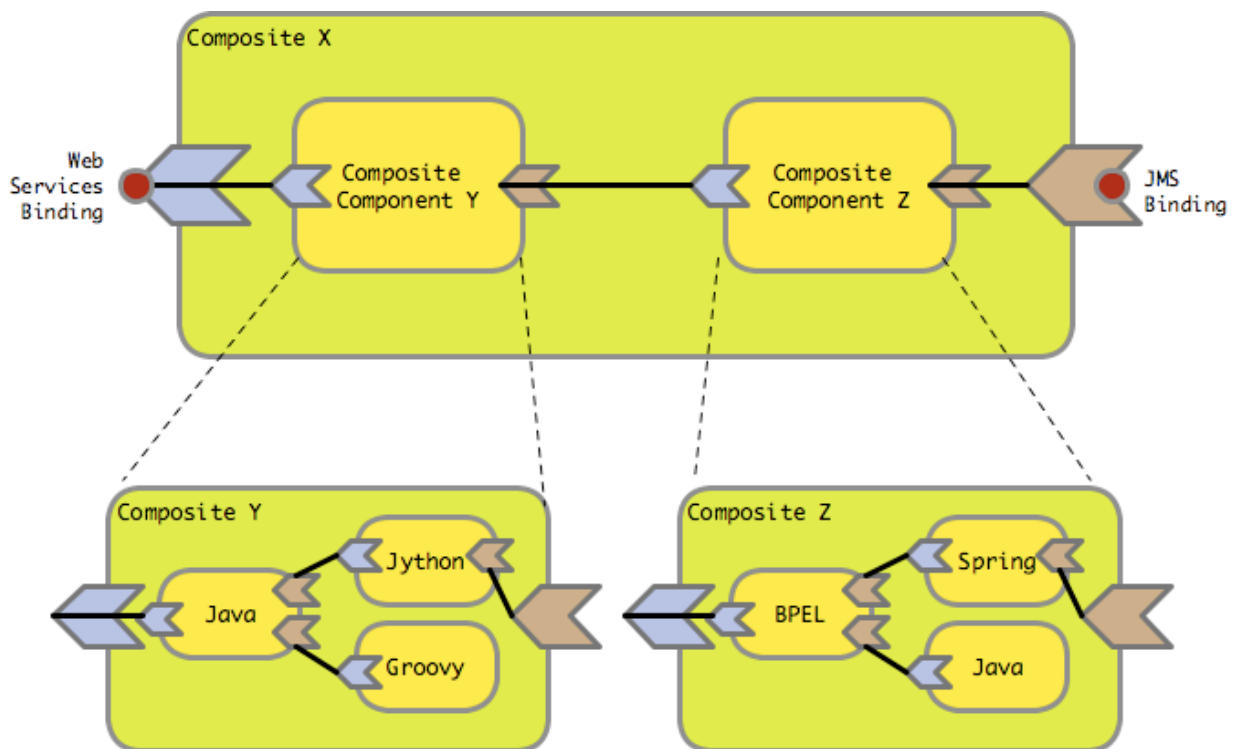 Composite X
Web
Services
Binding
Composite
Component Y
Composite
Component Z
JMS
Binding
Composite Y
Java
Jython
Groovy
Composite Z
BPEL
Spring
Java